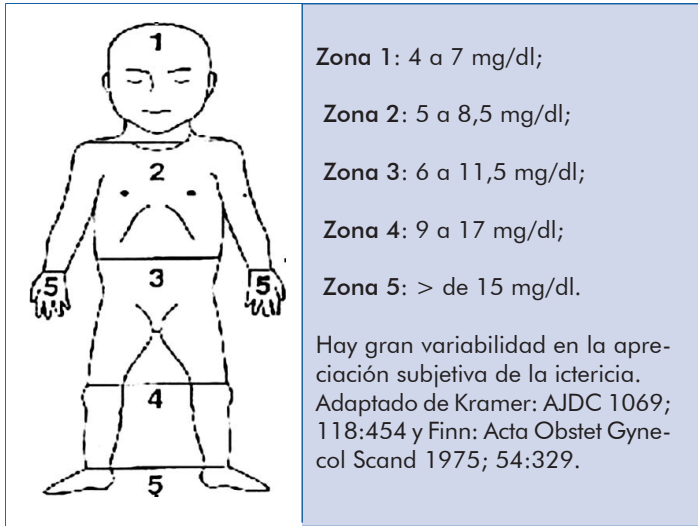 1
2
3
5
5
4
5
Zona 1: 4 a 7 mg/dl;
Zona 2: 5 a 8,5 mg/dl;
Zona 3: 6 a 11,5 mg/dl;
Zona 4: 9 a 17 mg/dl;
Zona 5: > de 15 mg/dl.
Hay gran variabilidad en la apre-
ciación subjetiva de la ictericia.
Adaptado de Kramer: AJDC 1069;
118:454 y Finn: Acta Obstet Gyne-
col Scand 1975; 54:329.